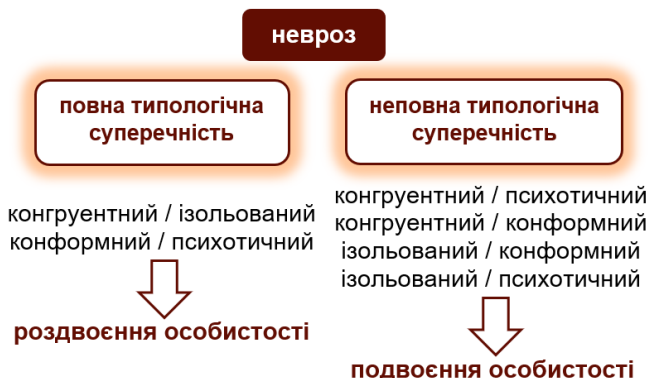 невроз
повна типологічна
суперечність
конгруентний / ізольований
конформний / психотичний
роздвоєння особистості
неповна типологічна
суперечність
конгруентний / психотичний
конгруентний / конформний
ізольований / конформний
ізольований / психотичний
подвоєння особистості